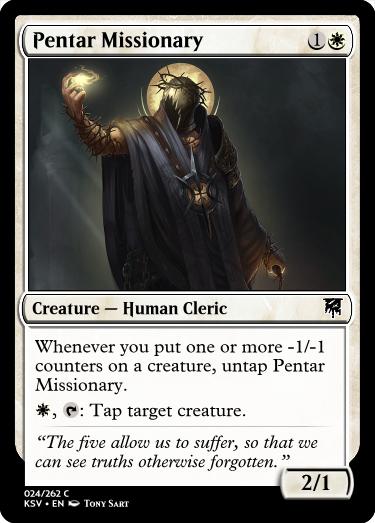 Pentar Missionary 1
Creature — Human Cleric
Whenever you put one or more -1/-1
counters on a creature, untap Pentar
Missionary.
, : Tap target creature.
“The five allow us to suffer, so that we
can see truths otherwise forgotten.”
2/1
024/262 C
KSV • EN Tony Sart